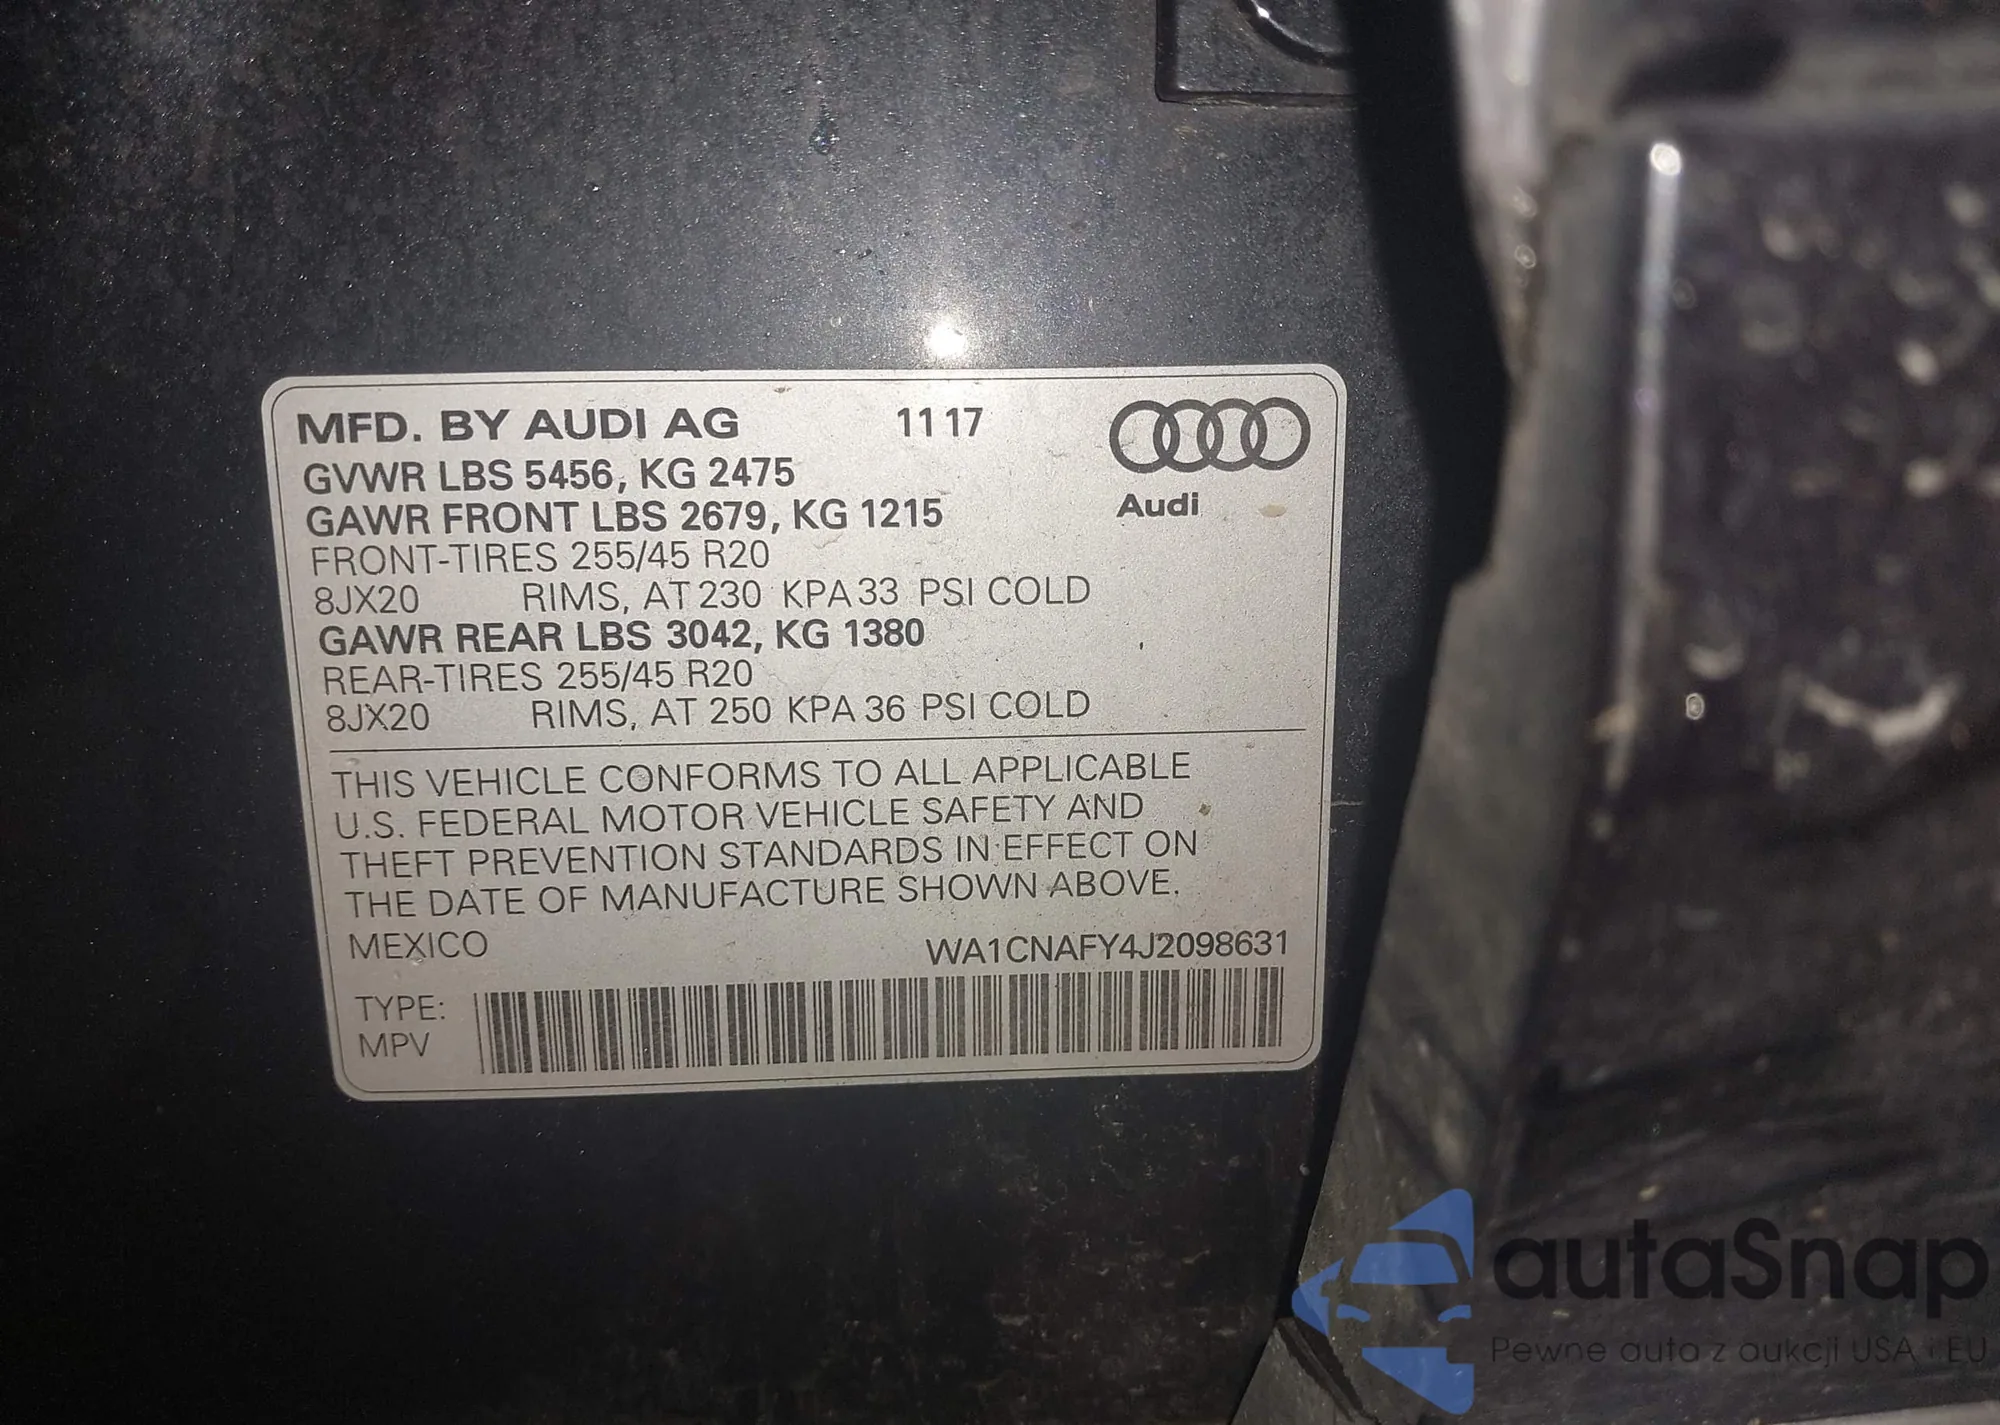 MFD. BY AUDI AG 11 17
GVWR LBS 5456, KG 2475
GAWR FRONT LBS 2679, KG 1215
Audi
FRONT-TIRES 255/45 R20
8JX20 RIMS, AT 230 KPA 33 PSI COLD
GAWR REAR LBS 3042, KG 1380
REAR-TIRES 255/45 R20
8JX20 RIMS, AT 250 KPA 36 PSI COLD
THIS VEHICLE CONFORMS TO ALL APPLICABLE
U.S. FEDERAL MOTOR VEHICLE SAFETY AND
THEFT PREVENTION STANDARDS IN EFFECT ON
THE DATE OF MANUFACTURE SHOWN ABOVE.
MEXICO WA1CNAFY4J2098631
TYPE:
MPV
autaSnap
Pewne auta z aukcji USA i EU